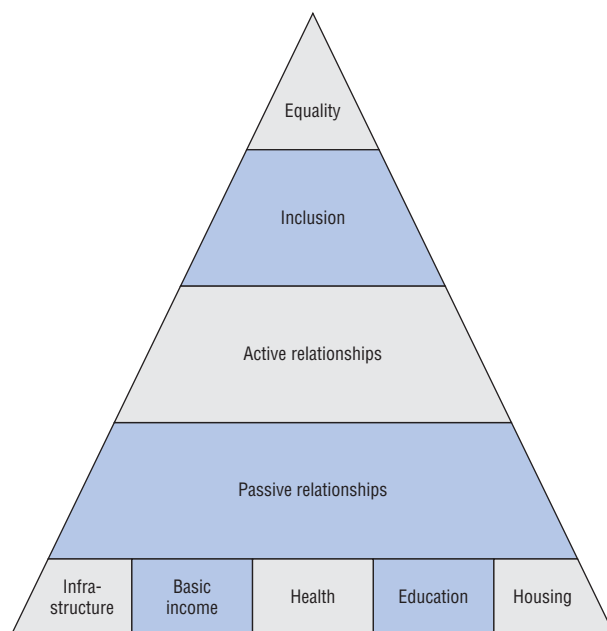 Equality
Inclusion
Active relationships
Passive relationships
Infra-
structure
Basic
income
Health
Education
Housing